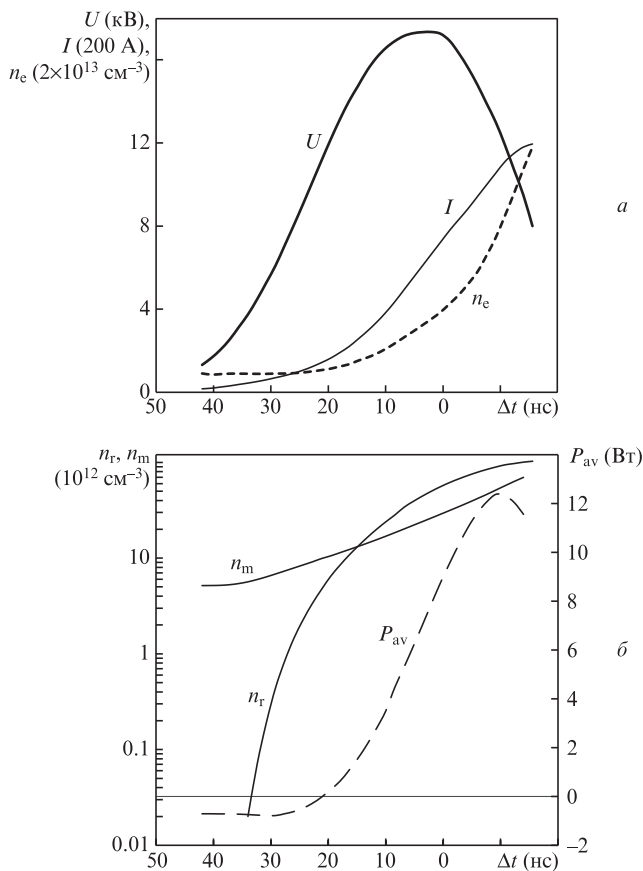 U (кВ),
I (200 А),
nₑ (2×10¹³ см⁻³)
12
8
4
0
U
I
nₑ
а
50 40 30 20 10 0 Δt (нс)
nᵣ, nₘ
(10¹² см⁻³)
Pₐᵥ (Вт)
10
1
0.1
0.01
12
10
8
6
4
2
0
–2
nₘ
Pₐᵥ
nᵣ
б
50 40 30 20 10 0 Δt (нс)